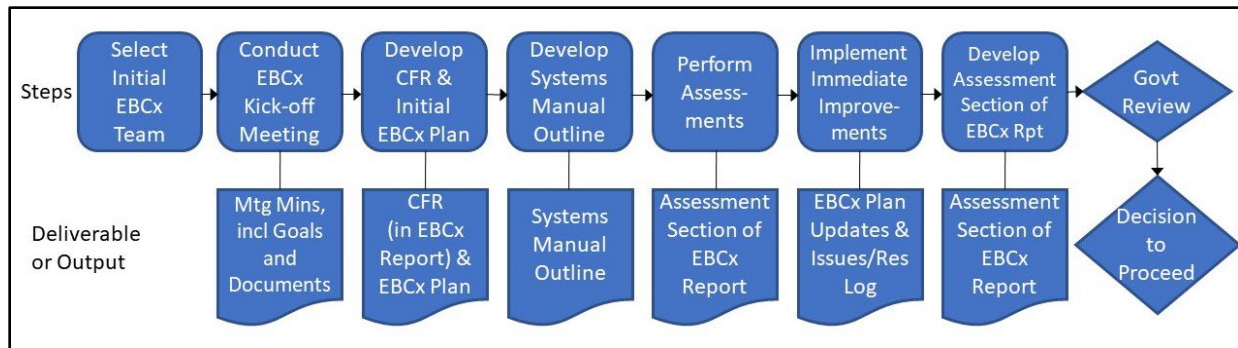 Steps
Select
Initial
EBCx
Team
Conduct
EBCx
Kick-off
Meeting
Develop
CFR &
Initial
EBCx Plan
Develop
Systems
Manual
Outline
Perform
Assess-
ments
Implement
Immediate
Improve-
ments
Develop
Assessment
Section of
EBCx Rpt
Govt
Review
Deliverable
or Output
Mtg Mins,
incl Goals
and
Documents
CFR
(in EBCx
Report) &
EBCx Plan
Systems
Manual
Outline
Assessment
Section of
EBCx
Report
EBCx Plan
Updates &
Issues/Res
Log
Assessment
Section of
EBCx
Report
Decision
to
Proceed